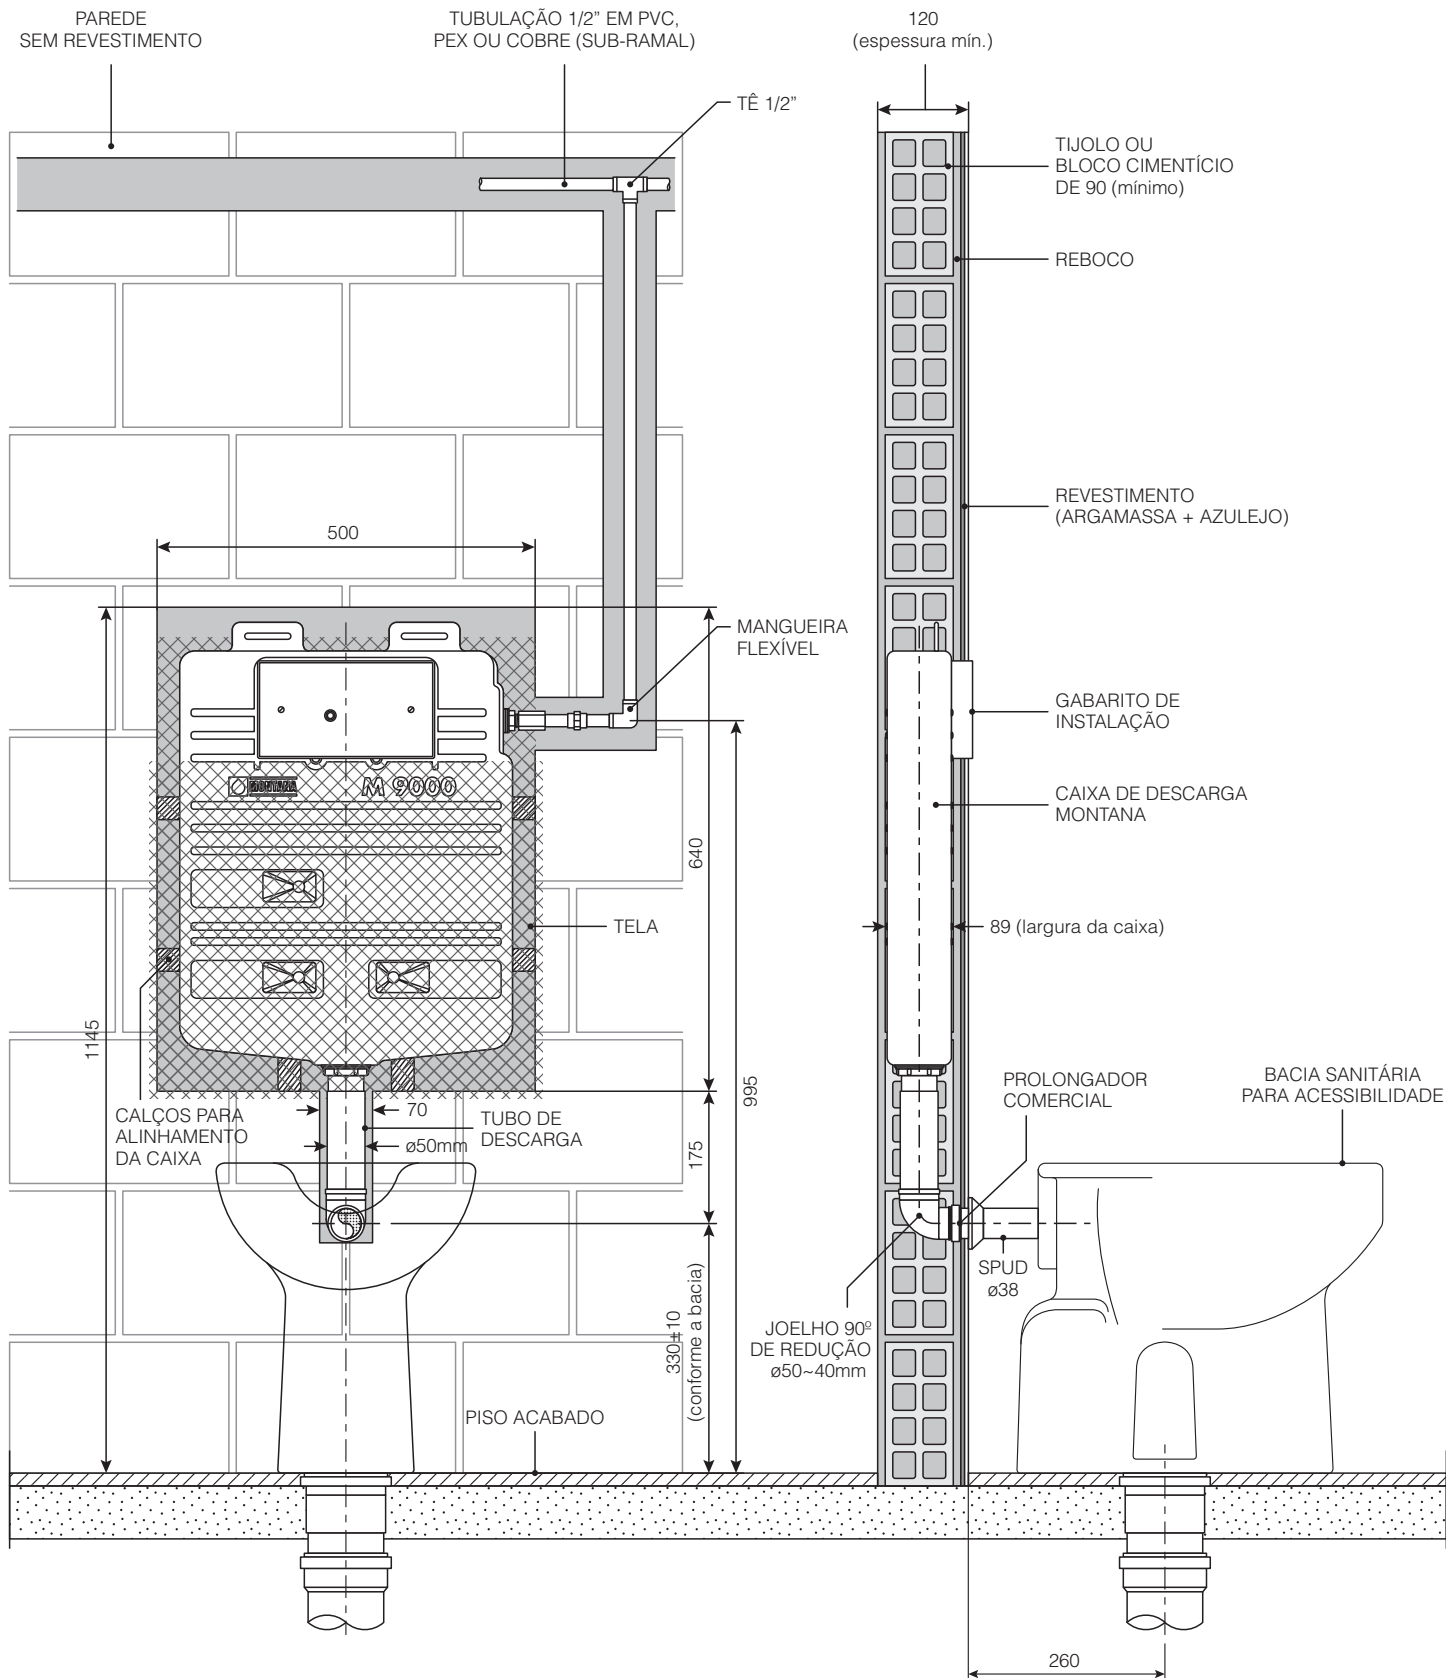 PAREDE
SEM REVESTIMENTO
TUBULAÇÃO 1/2” EM PVC,
PEX OU COBRE (SUB-RAMAL)
120
(espessura mín.)
TÊ 1/2”
TIJOLO OU
BLOCO CIMENTÍCIO
DE 90 (mínimo)
REBOCO
REVESTIMENTO
(ARGAMASSA + AZULEJO)
500
MANGUEIRA
FLEXÍVEL
GABARITO DE
INSTALAÇÃO
MONTANA
M 9000
CAIXA DE DESCARGA
MONTANA
640
TELA
89 (largura da caixa)
1145
995
PROLONGADOR
COMERCIAL
BACIA SANITÁRIA
PARA ACESSIBILIDADE
CALÇOS PARA
ALINHAMENTO
DA CAIXA
70
TUBO DE
DESCARGA
ø50mm
175
SPUD
ø38
JOELHO 90º
DE REDUÇÃO
ø50~40mm
330±10
(conforme a bacia)
PISO ACABADO
260